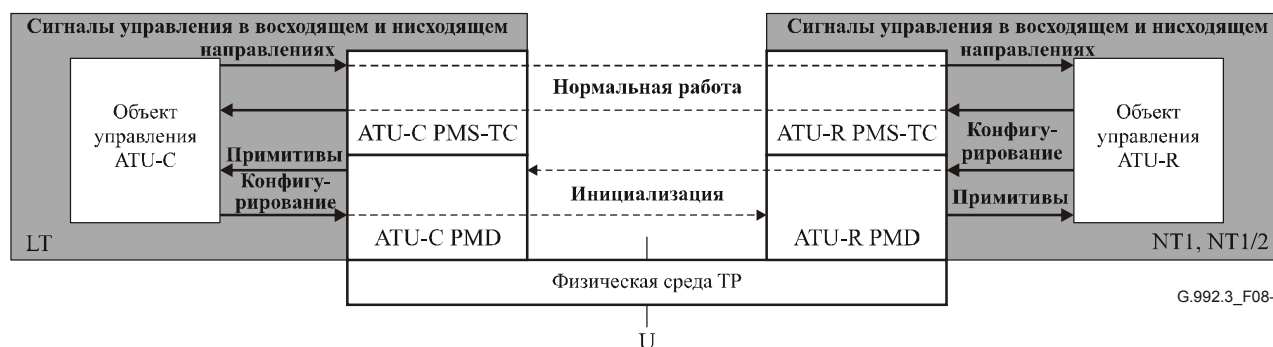 Сигналы управления в восходящем и нисходящем
направлениях
Сигналы управления в восходящем и нисходящем
направлениях
Объект
управления
ATU-C
Нормальная работа
Объект
управления
ATU-R
ATU-C PMS-TC
ATU-R PMS-TC
Примитивы
Конфигу-
рирование
Конфигу-
рирование
Инициализация
Примитивы
LT
ATU-C PMD
ATU-R PMD
NT1, NT1/2
Физическая среда ТР
G.992.3_F08-
U